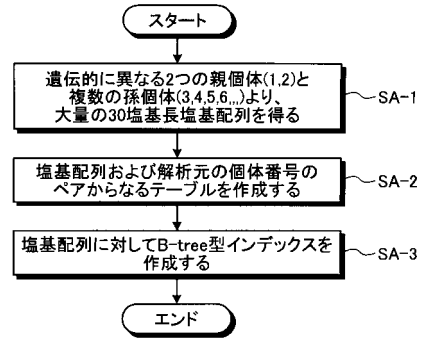 スタート
遺伝的に異なる2つの親個体(1,2)と
複数の孫個体(3,4,5,6,,,)より、
大量の30塩基長塩基配列を得る
SA-1
塩基配列および解析元の個体番号の
ペアからなるテーブルを作成する
SA-2
塩基配列に対してB-tree型インデックスを
作成する
SA-3
エンド